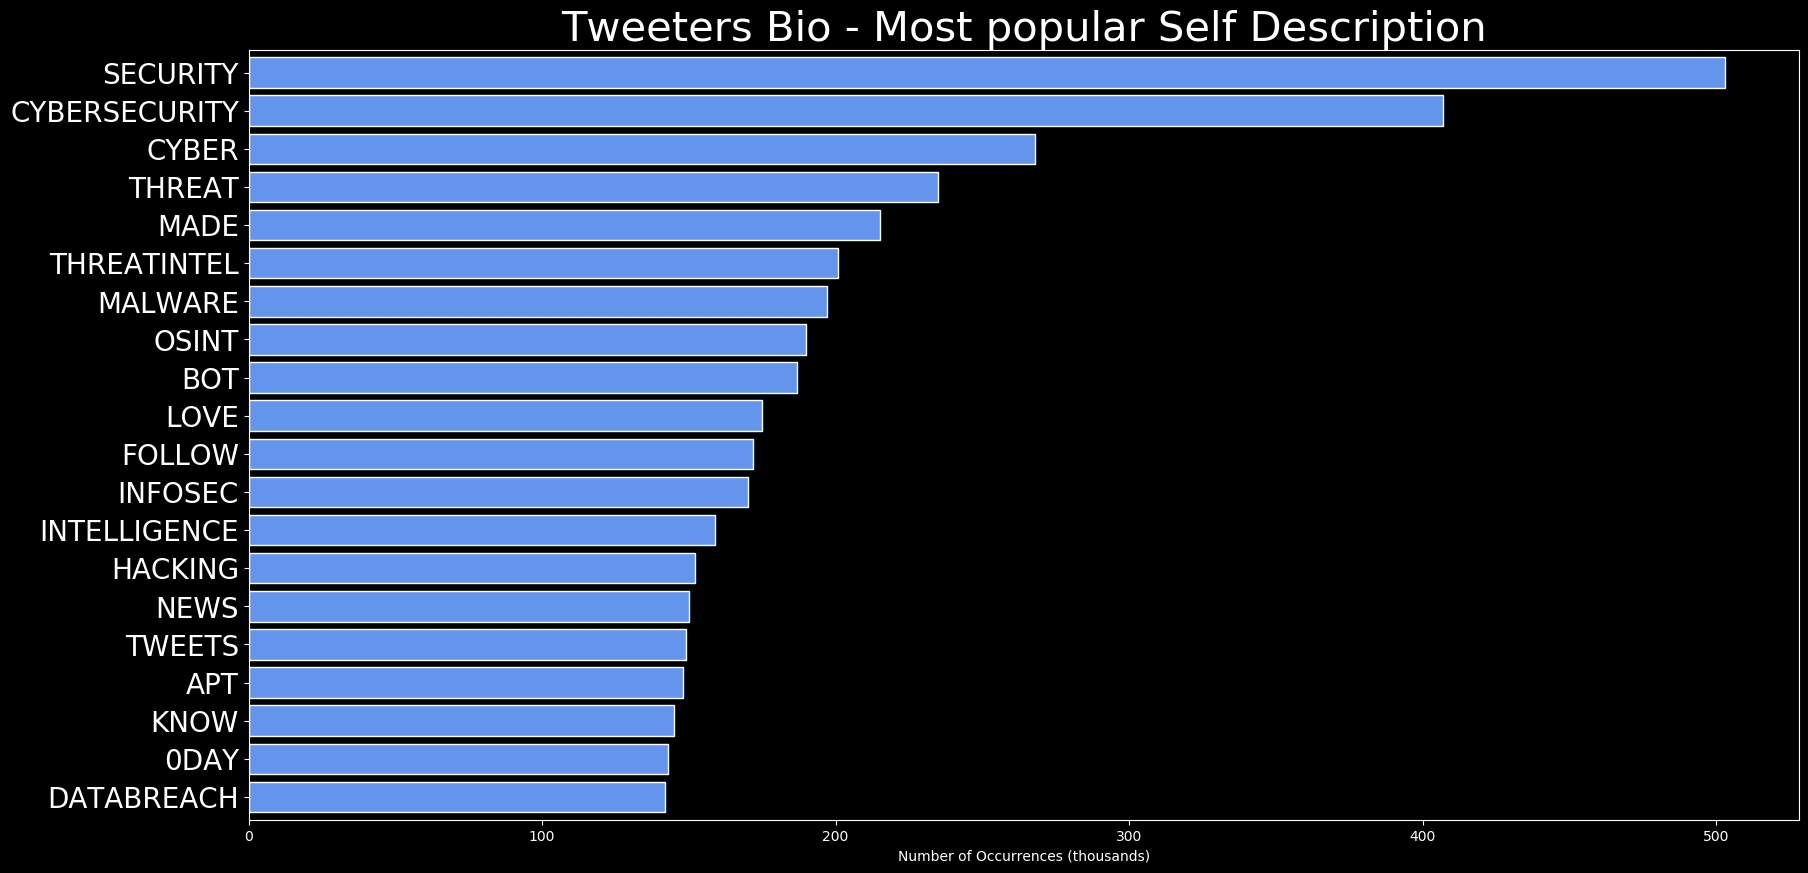 Tweeters Bio - Most popular Self Description
SECURITY
CYBERSECURITY
CYBER
THREAT
MADE
THREATINTEL
MALWARE
OSINT
BOT
LOVE
FOLLOW
INFOSEC
INTELLIGENCE
HACKING
NEWS
TWEETS
APT
KNOW
0DAY
DATABREACH
0 100 200 300 400 500
Number of Occurrences (thousands)